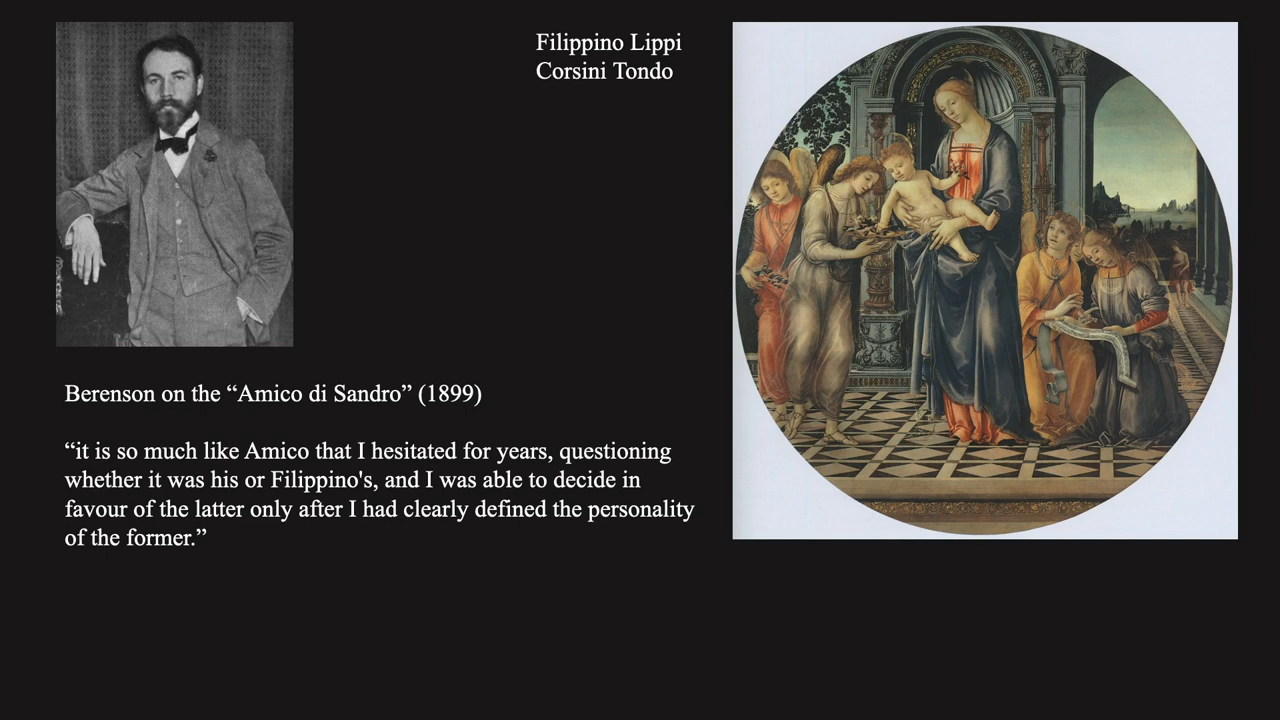 Filippino Lippi
Corsini Tondo
Berenson on the “Amico di Sandro” (1899)
“it is so much like Amico that I hesitated for years, questioning
whether it was his or Filippino's, and I was able to decide in
favour of the latter only after I had clearly defined the personality
of the former.”